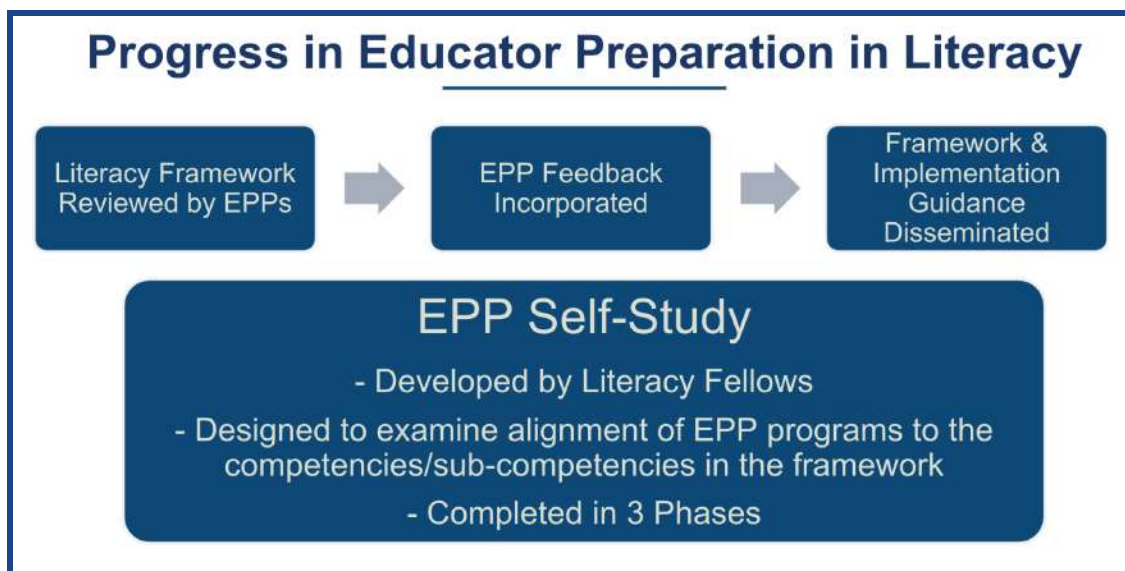 Progress in Educator Preparation in Literacy
Literacy Framework
Reviewed by EPPs
EPP Feedback
Incorporated
Framework &
Implementation
Guidance
Disseminated
EPP Self-Study
- Developed by Literacy Fellows
- Designed to examine alignment of EPP programs to the
competencies/sub-competencies in the framework
- Completed in 3 Phases